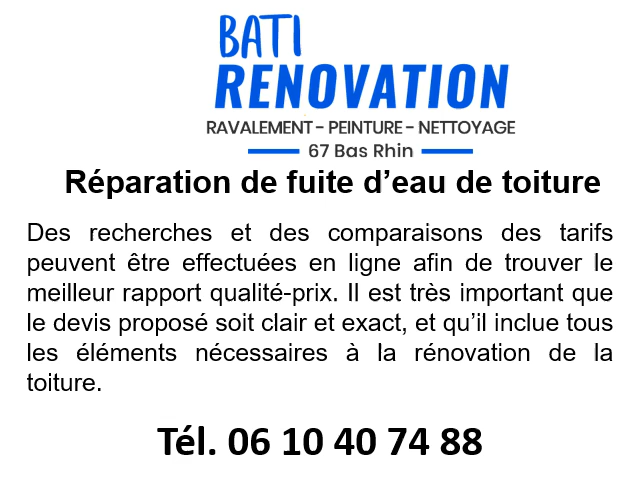 BATI
RENOVATION
RAVALEMENT - PEINTURE - NETTOYAGE
67 Bas Rhin
Réparation de fuite d’eau de toiture
Des recherches et des comparaisons des tarifs
peuvent être effectuées en ligne afin de trouver le
meilleur rapport qualité-prix. Il est très important que
le devis proposé soit clair et exact, et qu’il inclue tous
les éléments nécessaires à la rénovation de la
toiture.
Tél. 06 10 40 74 88